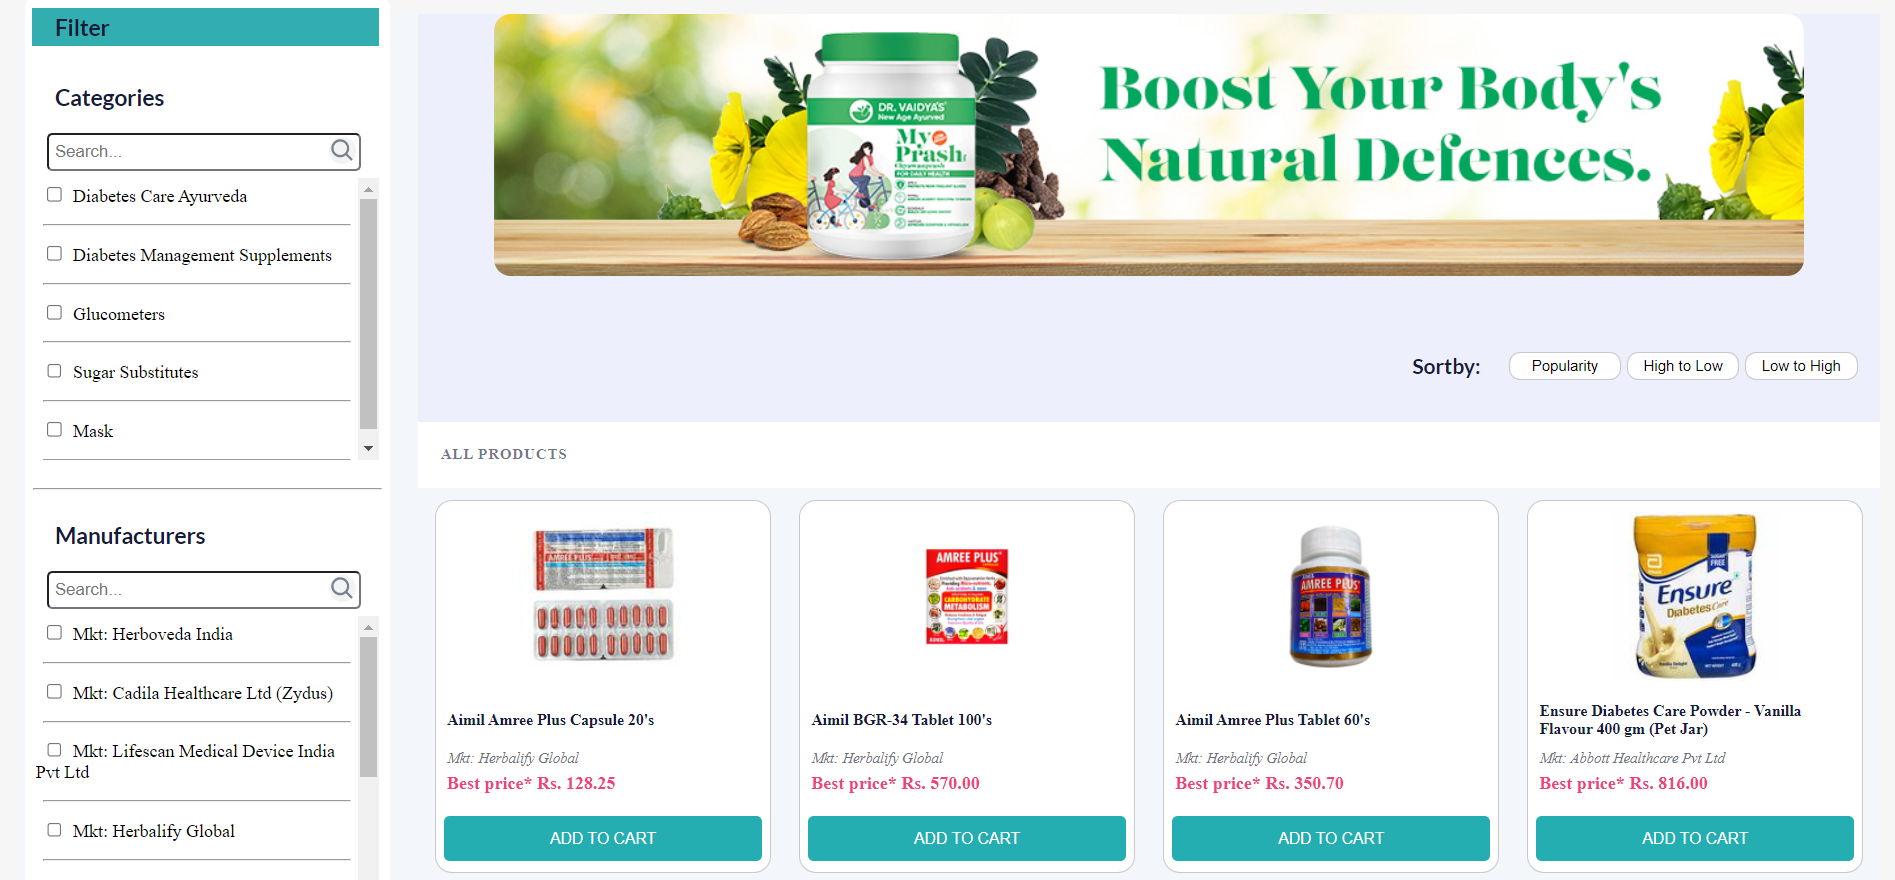 Filter
Categories
Search...
Diabetes Care Ayurveda
Diabetes Management Supplements
Glucometers
Sugar Substitutes
Mask
Manufacturers
Search...
Mkt: Herboveda India
Mkt: Cadila Healthcare Ltd (Zydus)
Mkt: Lifescan Medical Device India
Pvt Ltd
Mkt: Herbalify Global
DR. VAIDYA'S
New Age Ayurved
My
Prash
Chyawanprash
FOR DAILY HEALTH
Boost Your Body's
Natural Defences.
Sortby:
Popularity
High to Low
Low to High
ALL PRODUCTS
AMREE PLUS
Aimil Amree Plus Capsule 20's
Mkt: Herbalify Global
Best price* Rs. 128.25
ADD TO CART
AMREE PLUS
CARBOHYDRATE
METABOLISM
Aimil BGR-34 Tablet 100's
Mkt: Herbalify Global
Best price* Rs. 570.00
ADD TO CART
AMREE PLUS
Aimil Amree Plus Tablet 60's
Mkt: Herbalify Global
Best price* Rs. 350.70
ADD TO CART
SUGAR
FREE
Ensure
Diabetes Care
Ensure Diabetes Care Powder - Vanilla
Flavour 400 gm (Pet Jar)
Mkt: Abbott Healthcare Pvt Ltd
Best price* Rs. 816.00
ADD TO CART